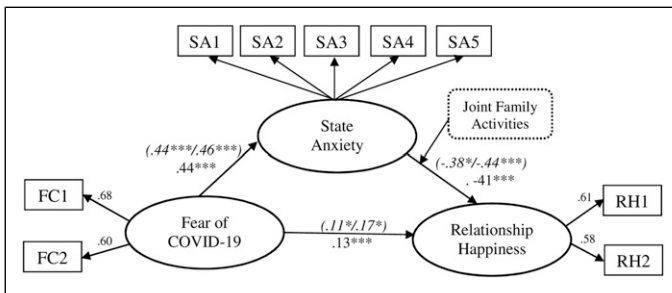 SA1 SA2 SA3 SA4 SA5
Joint Family
Activities
State
Anxiety
(.44***/.46***)
.44***
(-.38*/-.44***)
. -41***
FC1
.68
FC2
.60
Fear of
COVID-19
(.11*/.17*)
.13***
Relationship
Happiness
.61
RH1
.58
RH2